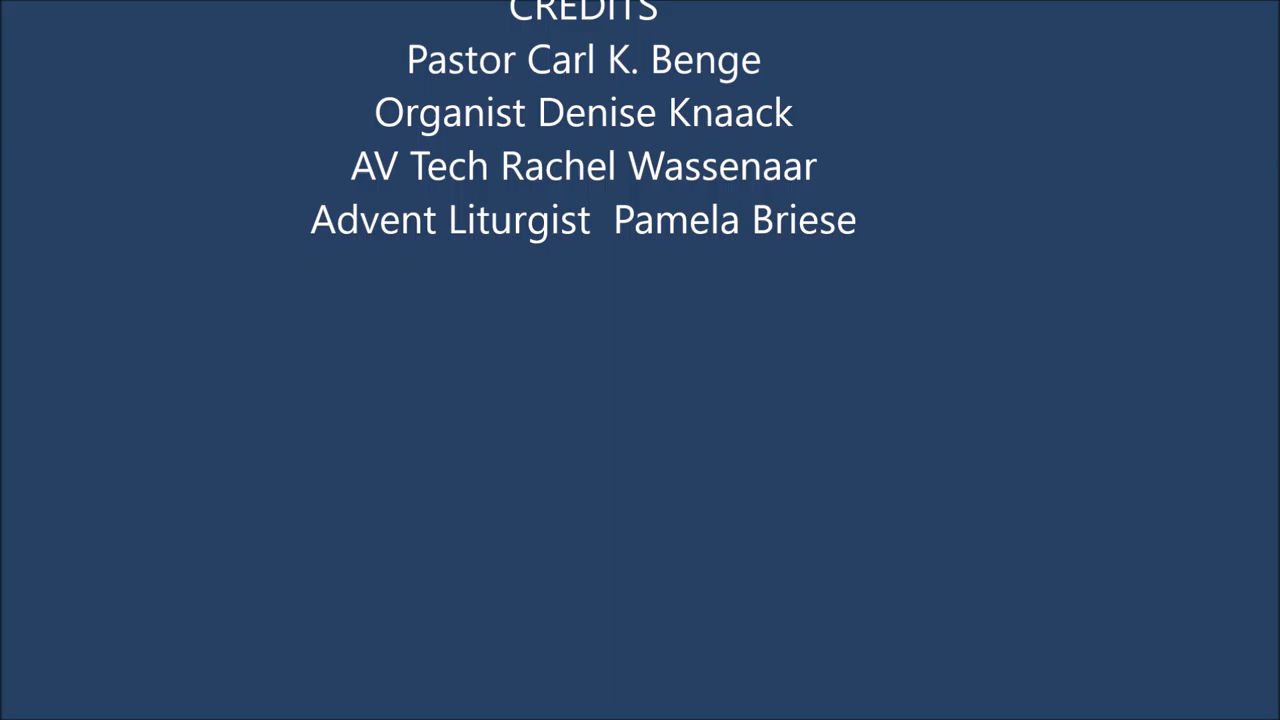 CREDITS
Pastor Carl K. Benge
Organist Denise Knaack
AV Tech Rachel Wassenaar
Advent Liturgist  Pamela Briese